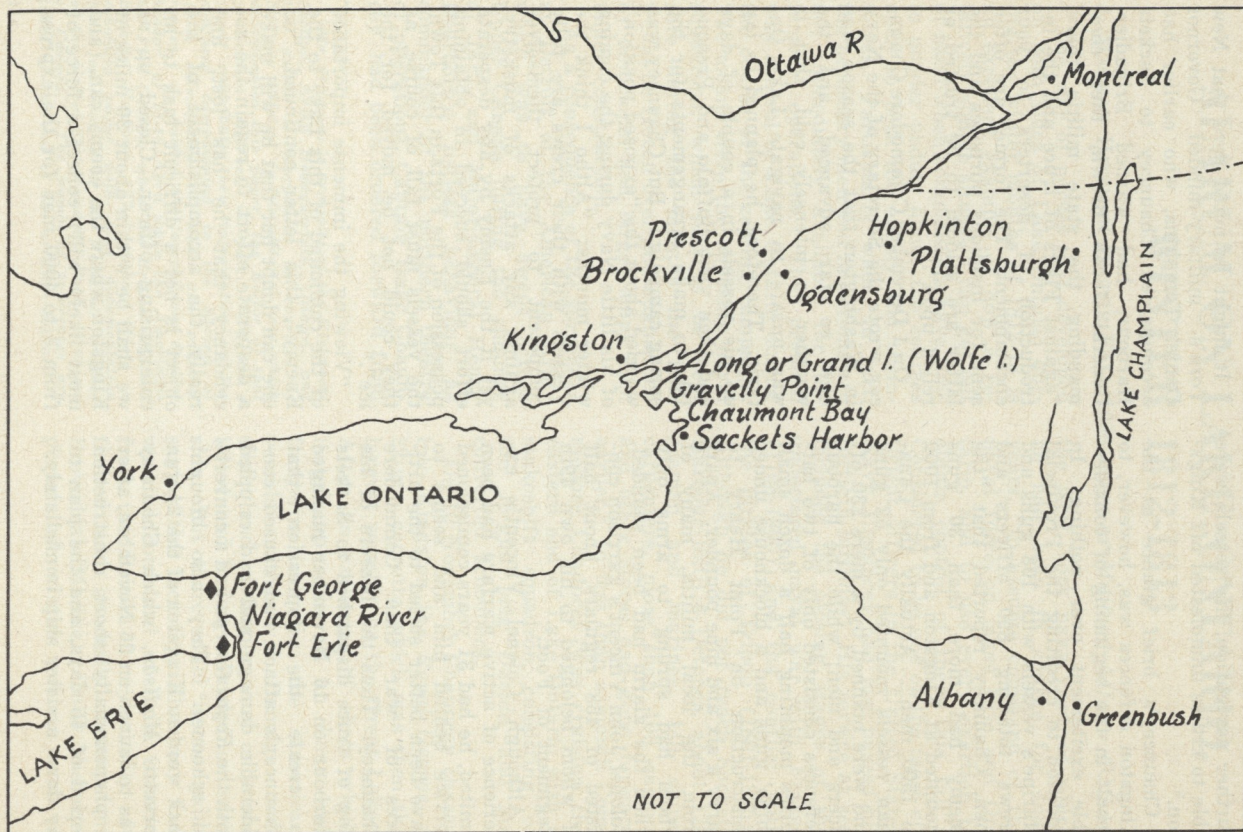 Ottawa R
Montreal
Prescott
Hopkinton
Brockville
Plattsburgh
Ogdensburg
LAKE CHAMPLAIN
Kingston
Long or Grand I. (Wolfe I.)
Gravelly Point
Chaumont Bay
Sackets Harbor
York
LAKE ONTARIO
Fort George
Niagara River
Fort Erie
LAKE ERIE
Albany
Greenbush
NOT TO SCALE